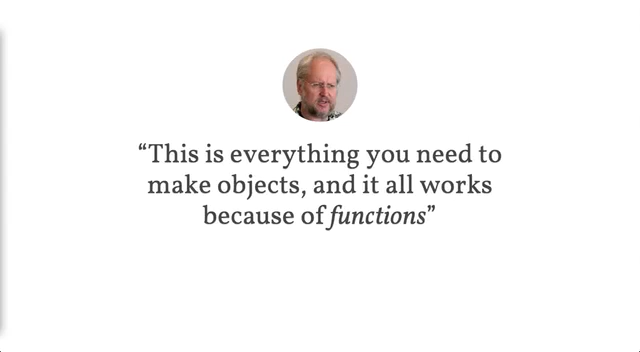 “This is everything you need to
make objects, and it all works
because of functions”